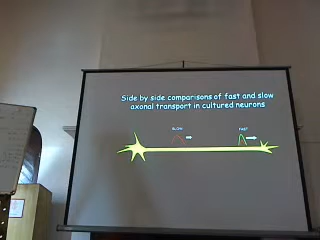 Side by side comparisons of fast and slow
axonal transport in cultured neurons
SLOW FAST